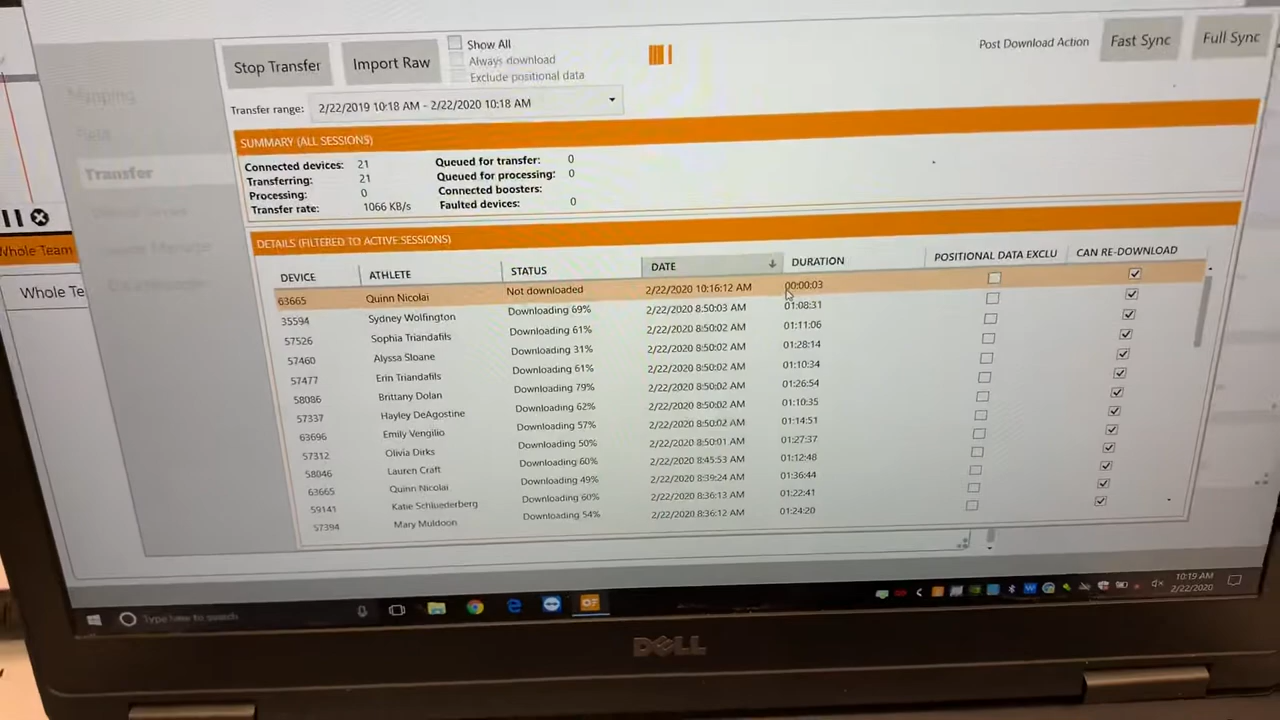 Stop Transfer
Import Raw
Show All
Always download
Exclude positional data
Post Download Action
Fast Sync
Full Sync
Mapping
Transfer range: 2/22/2019 10:18 AM - 2/22/2020 10:18 AM
Transfer
SUMMARY (ALL SESSIONS)
Connected devices: 21 Queued for transfer: 0
Transferring: 21 Queued for processing: 0
Processing: 0 Connected boosters:
Transfer rate: 1066 KB/s Faulted devices: 0
Whole Team
Whole Te
DETAILS (FILTERED TO ACTIVE SESSIONS)
DEVICE ATHLETE STATUS DATE DURATION POSITIONAL DATA EXCLU CAN RE-DOWNLOAD
63665 Quinn Nicolai Not downloaded 2/22/2020 10:16:12 AM 00:00:03
35594 Sydney Wolfington Downloading 69% 2/22/2020 8:50:03 AM 01:08:31
57526 Sophia Triandafils Downloading 61% 2/22/2020 8:50:02 AM 01:11:06
57460 Alyssa Sloane Downloading 31% 2/22/2020 8:50:02 AM 01:28:14
57477 Erin Triandafils Downloading 61% 2/22/2020 8:50:02 AM 01:10:34
58086 Brittany Dolan Downloading 79% 2/22/2020 8:50:02 AM 01:26:54
57337 Hayley DeAgostine Downloading 62% 2/22/2020 8:50:02 AM 01:10:35
63696 Emily Vengilio Downloading 57% 2/22/2020 8:50:02 AM 01:14:51
57312 Olivia Dirks Downloading 50% 2/22/2020 8:50:01 AM 01:27:37
58046 Lauren Craft Downloading 60% 2/22/2020 8:45:53 AM 01:12:48
63665 Quinn Nicolai Downloading 49% 2/22/2020 8:39:24 AM 01:36:44
59141 Katie Schluederberg Downloading 60% 2/22/2020 8:36:13 AM 01:22:41
57394 Mary Muldoon Downloading 54% 2/22/2020 8:36:12 AM 01:24:20
Type here to search
10:19 AM
2/22/2020
DELL